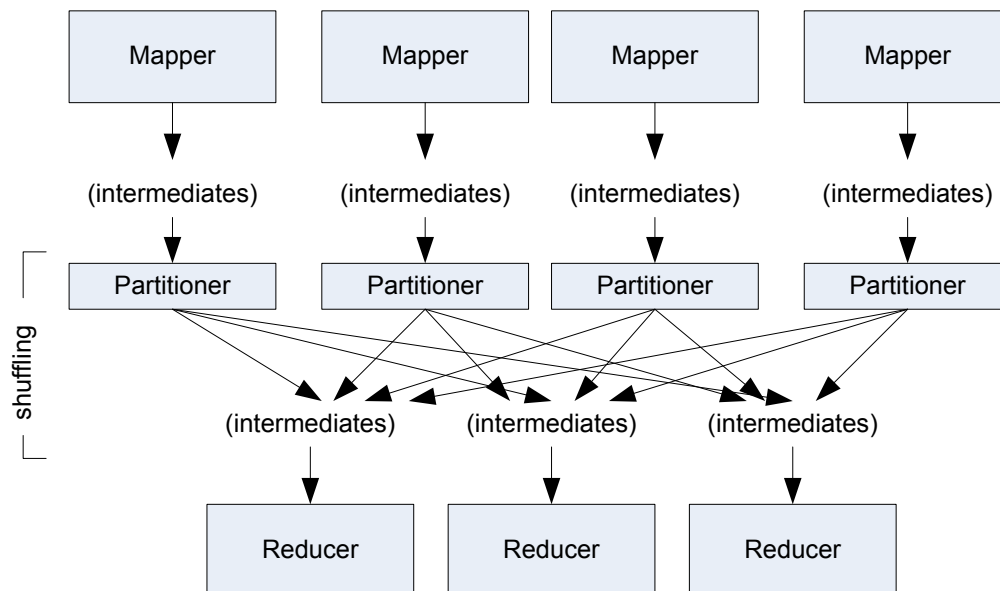 Mapper
Mapper
Mapper
Mapper
(intermediates)
(intermediates)
(intermediates)
(intermediates)
Partitioner
Partitioner
Partitioner
Partitioner
shuffling
(intermediates)
(intermediates)
(intermediates)
Reducer
Reducer
Reducer